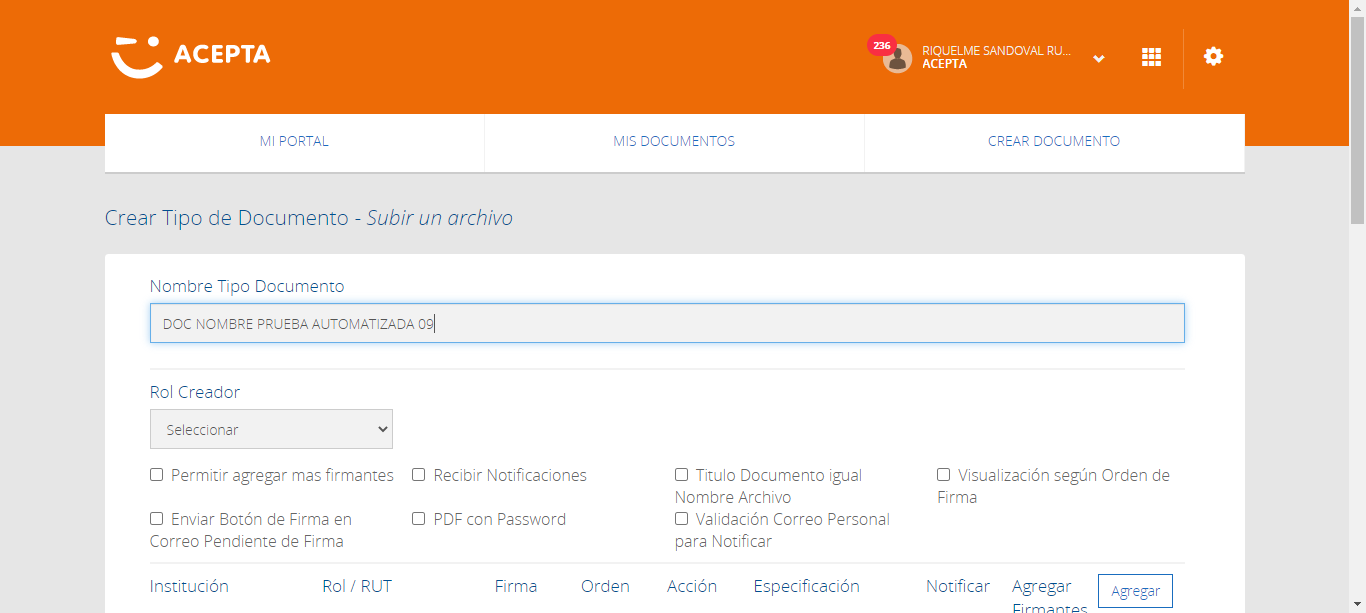 ACEPTA
236
RIQUELME SANDOVAL RU...
ACEPTA
MI PORTAL
MIS DOCUMENTOS
CREAR DOCUMENTO
Crear Tipo de Documento - Subir un archivo
Nombre Tipo Documento
DOC NOMBRE PRUEBA AUTOMATIZADA 09
Rol Creador
Seleccionar
Permitir agregar mas firmantes
Recibir Notificaciones
Titulo Documento igual
Nombre Archivo
Visualización según Orden de
Firma
Enviar Botón de Firma en
Correo Pendiente de Firma
PDF con Password
Validación Correo Personal
para Notificar
Institución
Rol / RUT
Firma
Orden
Acción
Especificación
Notificar
Agregar
Firmantes
Agregar